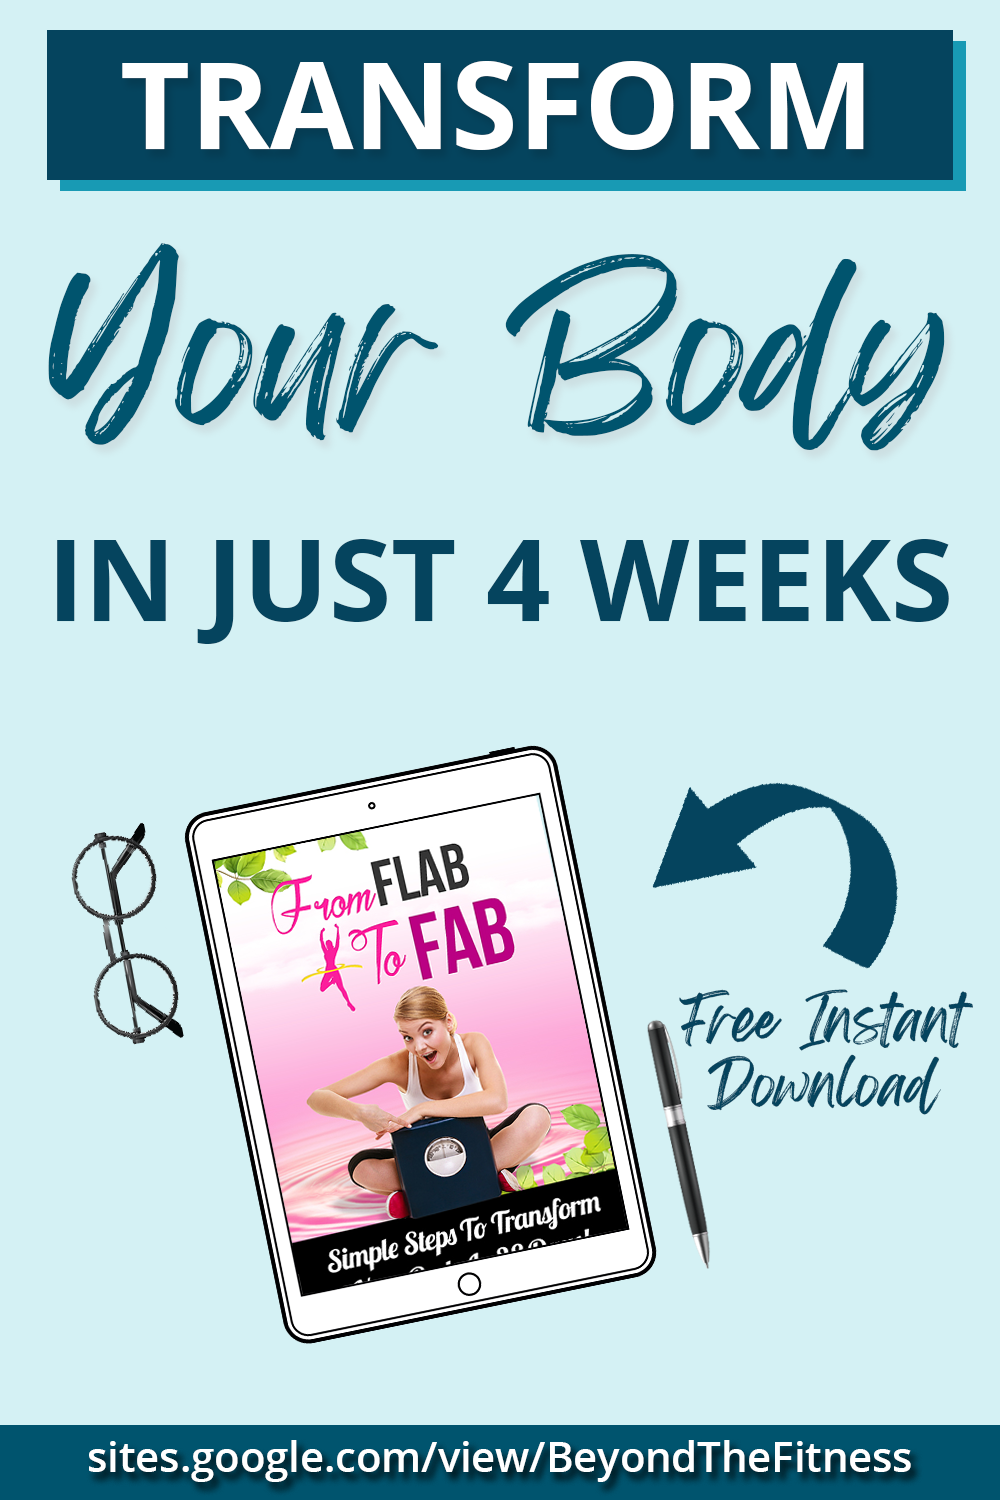 TRANSFORM
Your Body
IN JUST 4 WEEKS
From FLAB
To FAB
Simple Steps To Transform
Free Instant
Download
sites.google.com/view/BeyondTheFitness